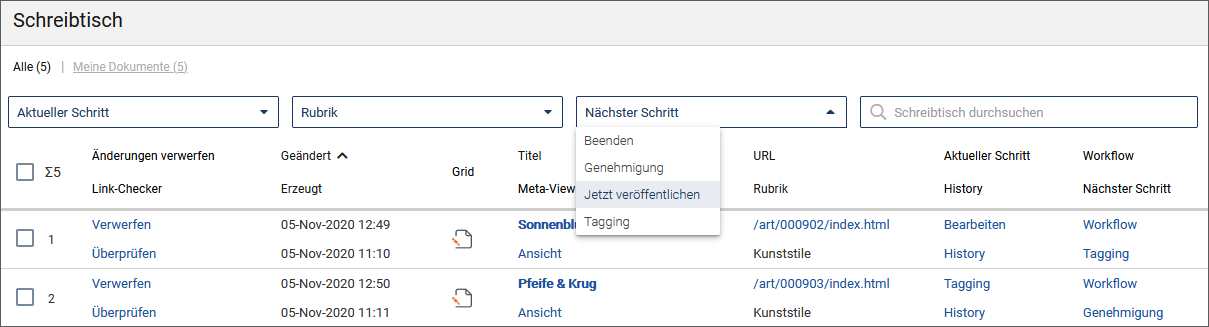 Schreibtisch
Alle (5) | Meine Dokumente (5)
Aktueller Schritt Rubrik Nächster Schritt Schreibtisch durchsuchen
Beenden
Genehmigung
Jetzt veröffentlichen
Tagging
Σ5 Änderungen verwerfen Geändert Grid Titel URL Aktueller Schritt Workflow
Link-Checker Erzeugt Meta-View Rubrik History Nächster Schritt
1 Verwerfen 05-Nov-2020 12:49 /art/000902/index.html Bearbeiten Workflow
Überprüfen 05-Nov-2020 11:10 Ansicht Kunststile History Tagging
2 Verwerfen 05-Nov-2020 12:50 Pfeife & Krug /art/000903/index.html Tagging Workflow
Überprüfen 05-Nov-2020 11:11 Ansicht Kunststile History Genehmigung